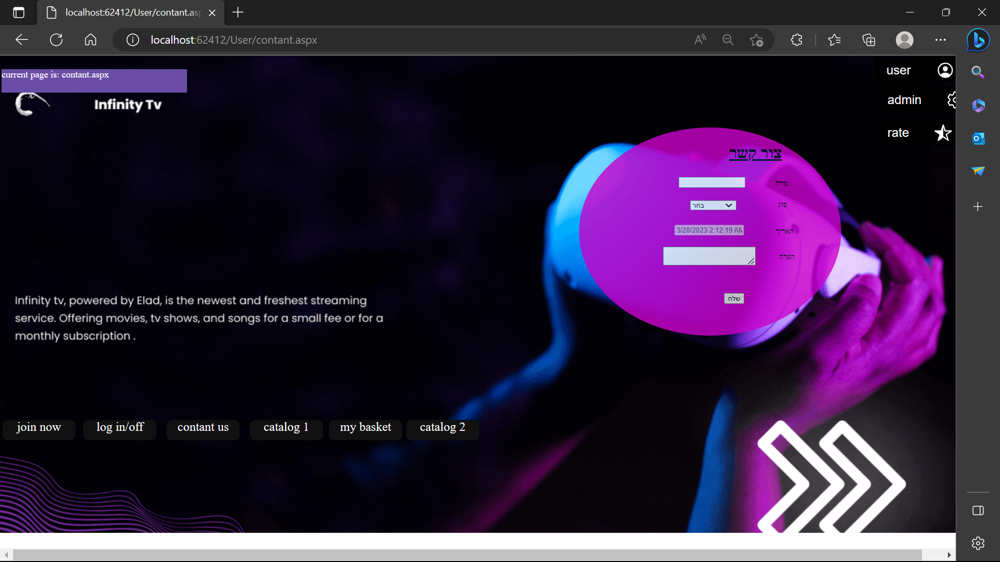 localhost:62412/User/contant.asp
localhost:62412/User/contant.aspx
current page is: contant.aspx
Infinity Tv
user
admin
rate
צור קשר
מייל:
בחר
סוג
3/28/2023 2:12:19 AM
תאריך
הערה
שלח
Infinity tv, powered by Elad, is the newest and freshest streaming
service. Offering movies, tv shows, and songs for a small fee or for a
monthly subscription .
join now
log in/off
contant us
catalog 1
my basket
catalog 2